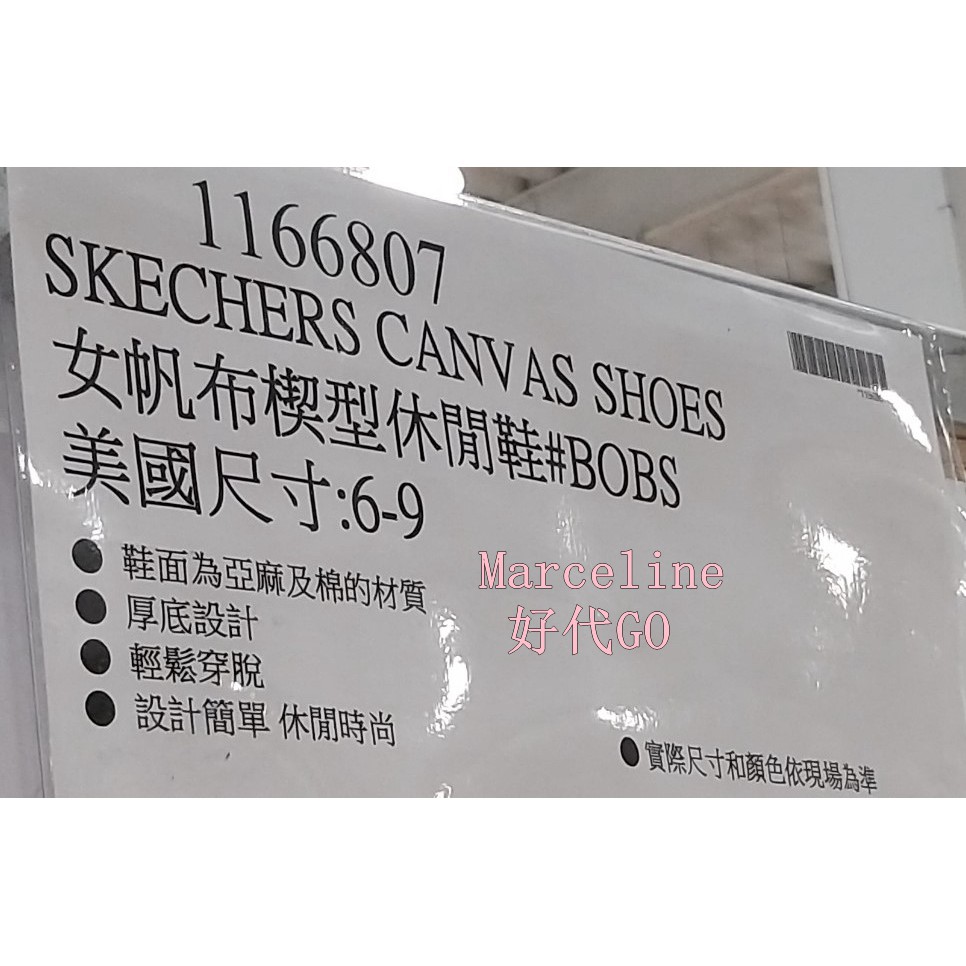 1166807
SKECHERS CANVAS SHOES
女帆布楔型休閒鞋#BOBS
美國尺寸:6-9
● 鞋面為亞麻及棉的材質
● 厚底設計
● 輕鬆穿脫
● 設計簡單 休閒時尚
Marceline
好代GO
● 實際尺寸和顏色依現場為準